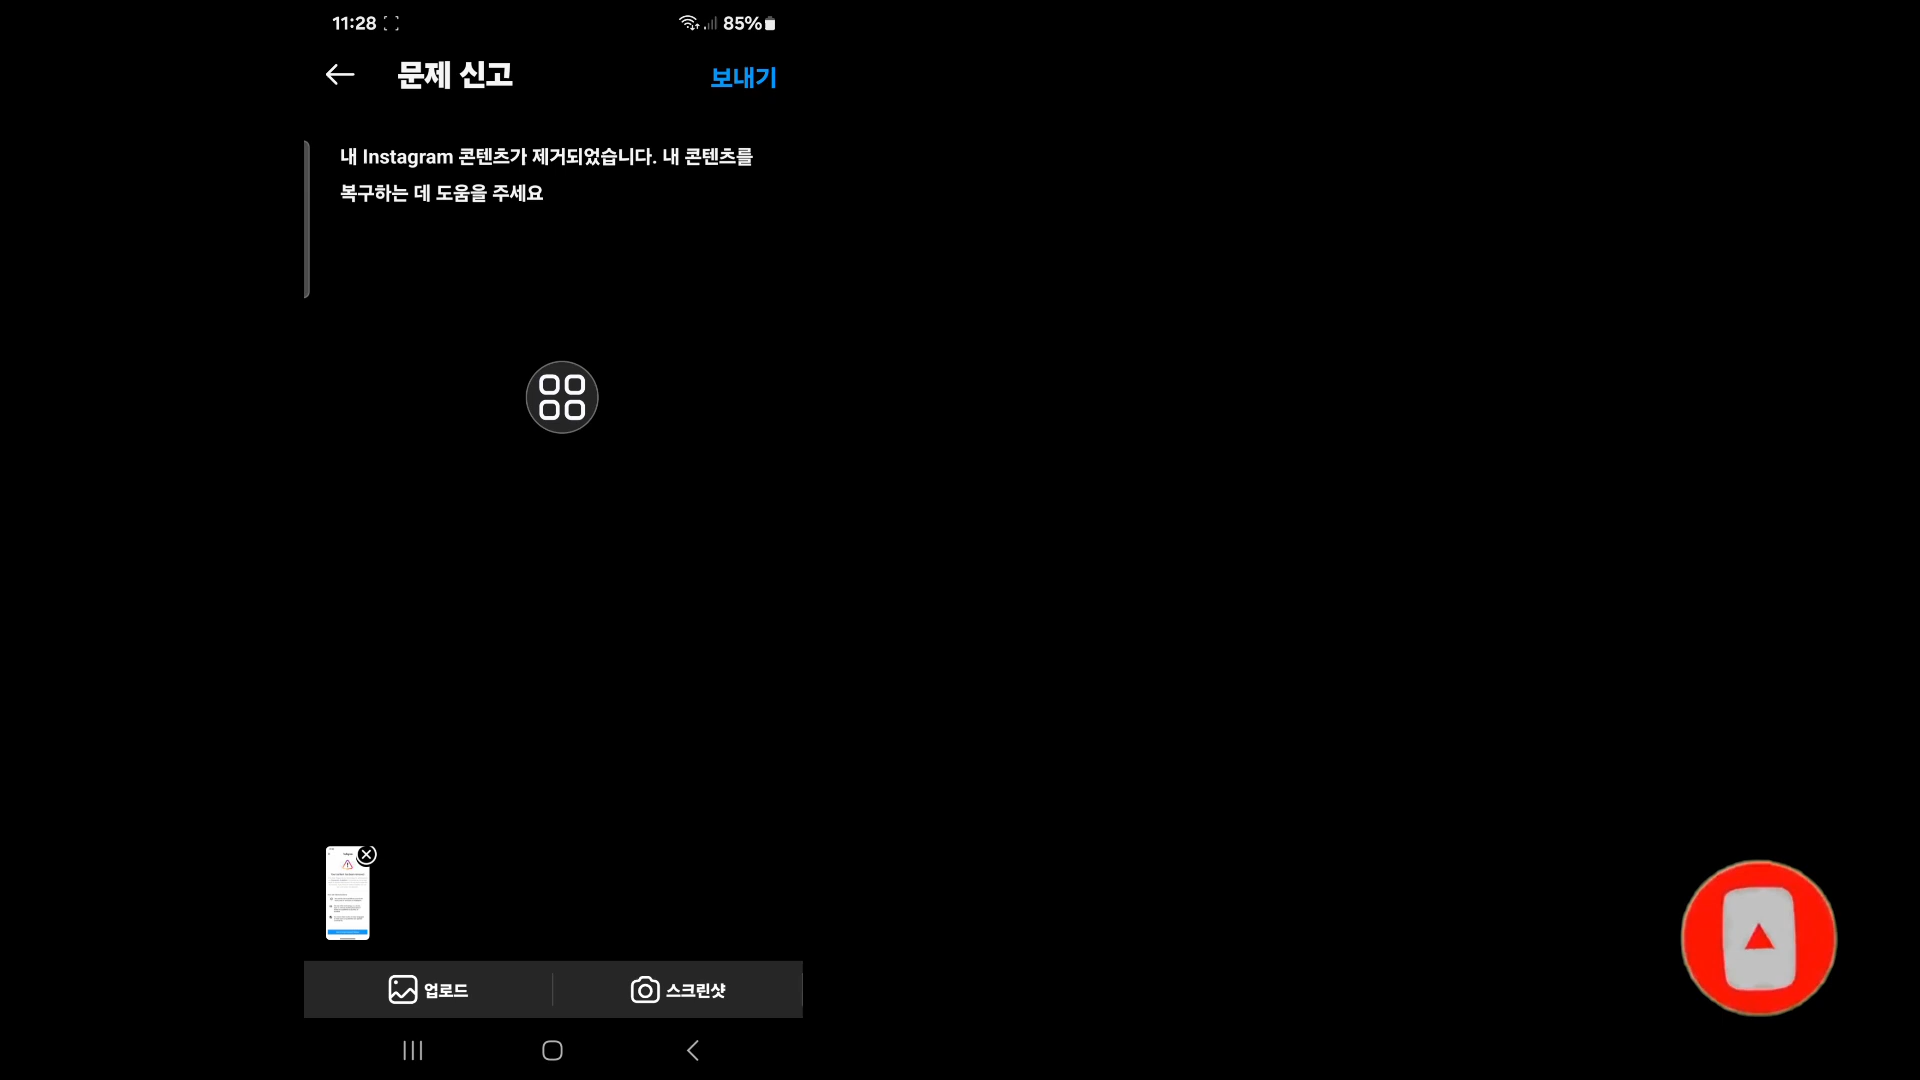 11:28
85%
문제 신고
보내기
내 Instagram 콘텐츠가 제거되었습니다. 내 콘텐츠를
복구하는 데 도움을 주세요
업로드
스크린샷